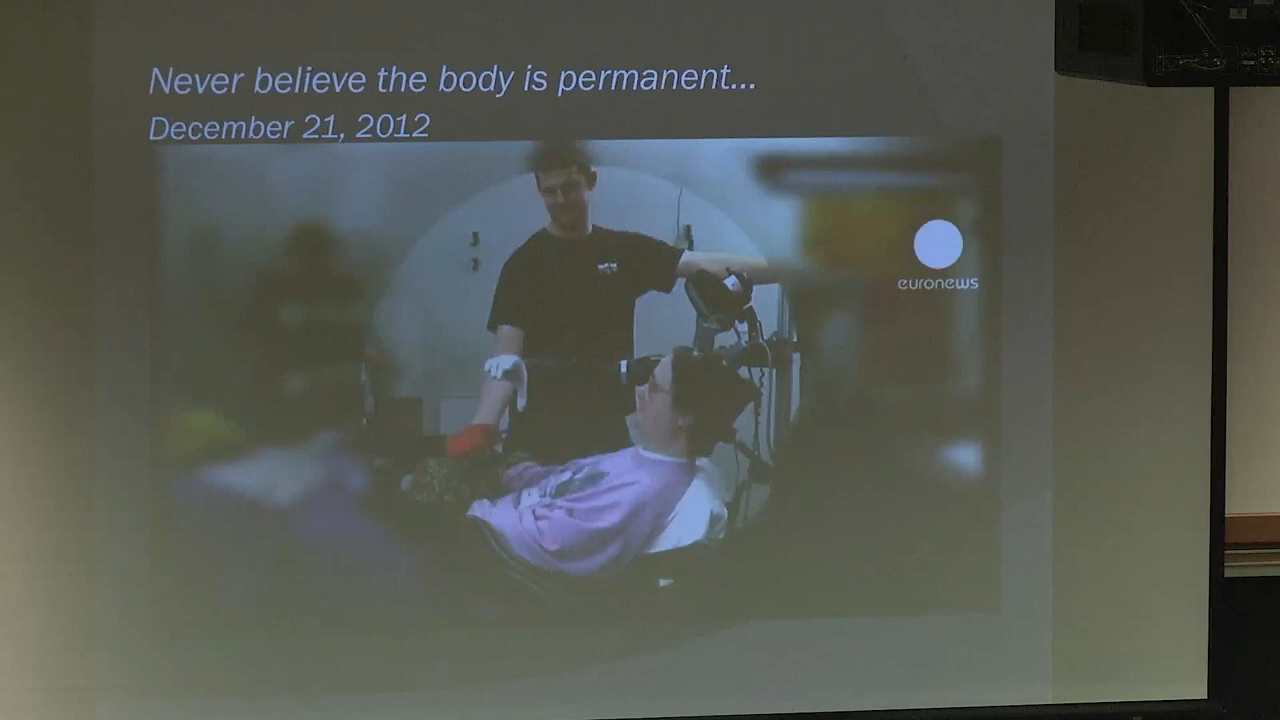 Never believe the body is permanent...
December 21, 2012
euronews